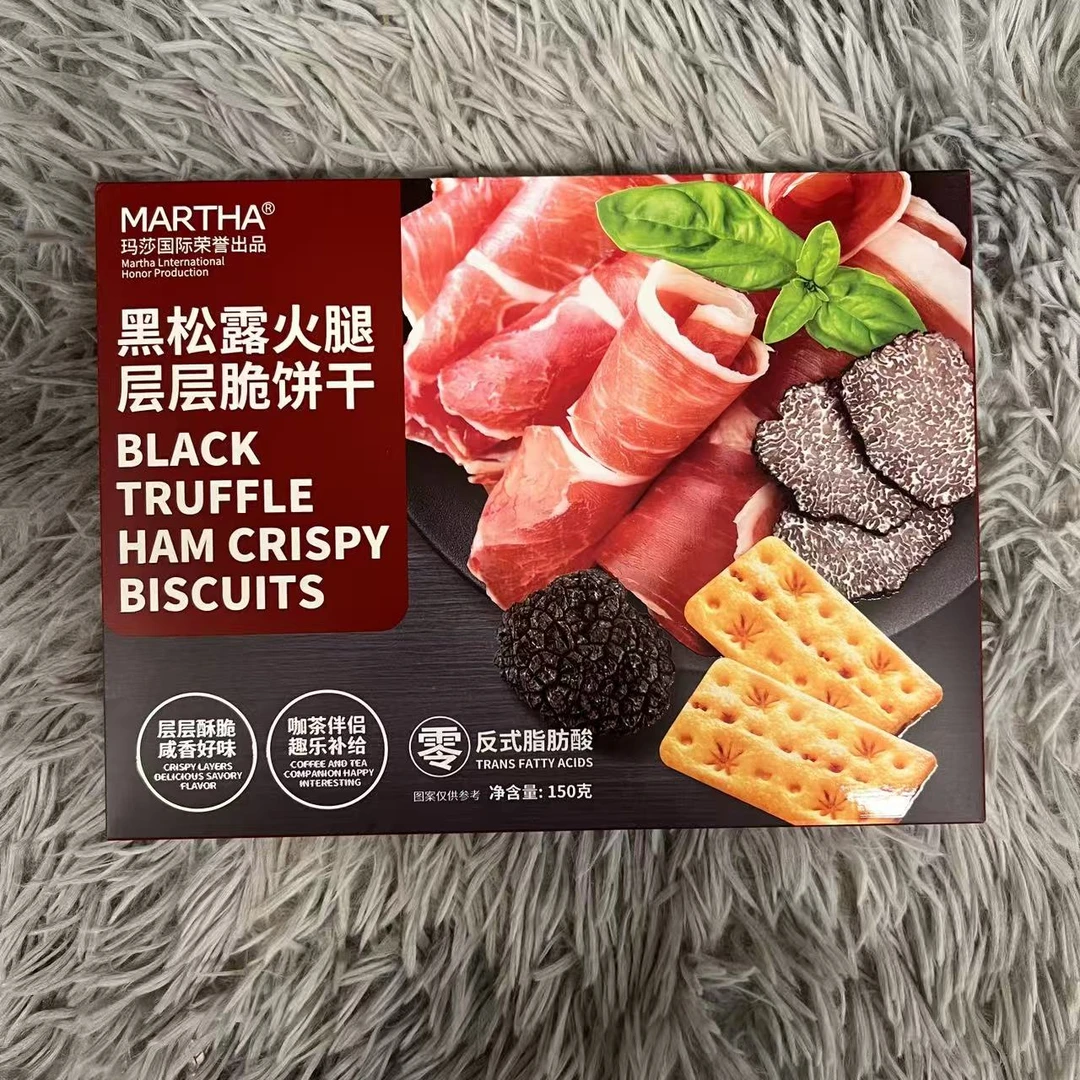 MARTHA®
玛莎国际荣誉出品
Martha Lnternational
Honor Production
黑松露火腿
层层脆饼干
BLACK
TRUFFLE
HAM CRISPY
BISCUITS
层层酥脆
咸香好味
CRISPY LAYERS
DELICIOUS SAVORY
FLAVOR
咖茶伴侣
趣乐补给
COFFEE AND TEA
COMPANION HAPPY
INTERESTING
零 反式脂肪酸
TRANS FATTY ACIDS
图案仅供参考 净含量: 150克